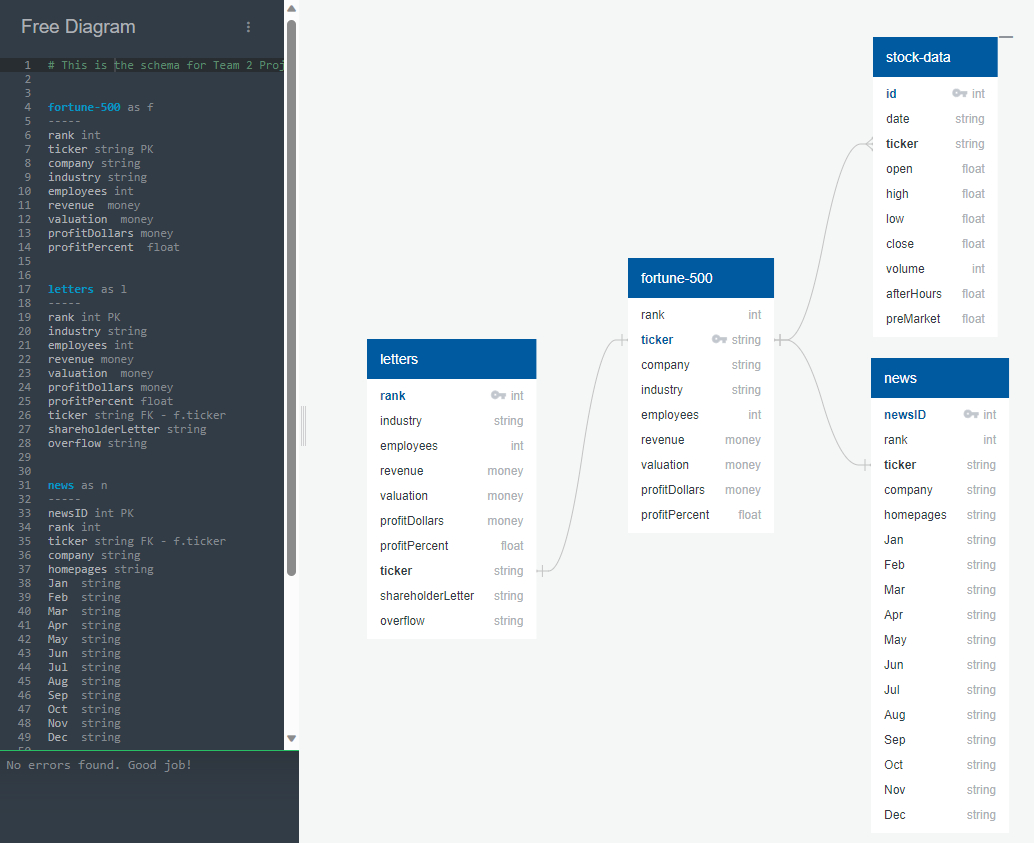 Free Diagram
1 # This is the schema for Team 2 Proj
2
3
4 fortune-500 as f
5 -----
6 rank int
7 ticker string PK
8 company string
9 industry string
10 employees int
11 revenue  money
12 valuation  money
13 profitDollars money
14 profitPercent  float
15
16
17 letters as l
18 -----
19 rank int PK
20 industry string
21 employees int
22 revenue money
23 valuation  money
24 profitDollars money
25 profitPercent float
26 ticker string FK - f.ticker
27 shareholderLetter string
28 overflow string
29
30
31 news as n
32 -----
33 newsID int PK
34 rank int
35 ticker string FK - f.ticker
36 company string
37 homepages string
38 Jan  string
39 Feb  string
40 Mar  string
41 Apr  string
42 May  string
43 Jun  string
44 Jul  string
45 Aug  string
46 Sep  string
47 Oct  string
48 Nov  string
49 Dec  string
50
No errors found. Good job!
letters
rank int
industry string
employees int
revenue money
valuation money
profitDollars money
profitPercent float
ticker string
shareholderLetter string
overflow string
fortune-500
rank int
ticker string
company string
industry string
employees int
revenue money
valuation money
profitDollars money
profitPercent float
stock-data
id int
date string
ticker string
open float
high float
low float
close float
volume int
afterHours float
preMarket float
news
newsID int
rank int
ticker string
company string
homepages string
Jan string
Feb string
Mar string
Apr string
May string
Jun string
Jul string
Aug string
Sep string
Oct string
Nov string
Dec string